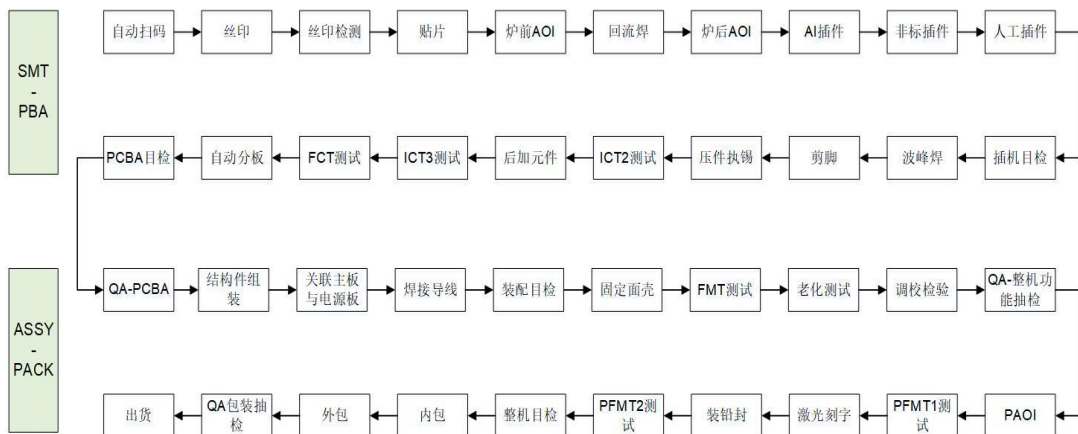 自动扫码
丝印
丝印检测
贴片
炉前AOI
回流焊
炉后AOI
AI插件
非标插件
人工插件
SMT
-
PBA
PCBA目检
自动分板
FCT测试
ICT3测试
后加元件
ICT2测试
压件执锡
剪脚
波峰焊
插机目检
ASSY
-
PACK
QA-PCBA
结构件组
装
关联主板
与电源板
焊接导线
装配目检
固定面壳
FMT测试
老化测试
调校检验
QA-整机功
能抽检
出货
QA包装抽
检
外包
内包
整机目检
PFMT2测
试
装铅封
激光刻字
PFMT1测
试
PAOI